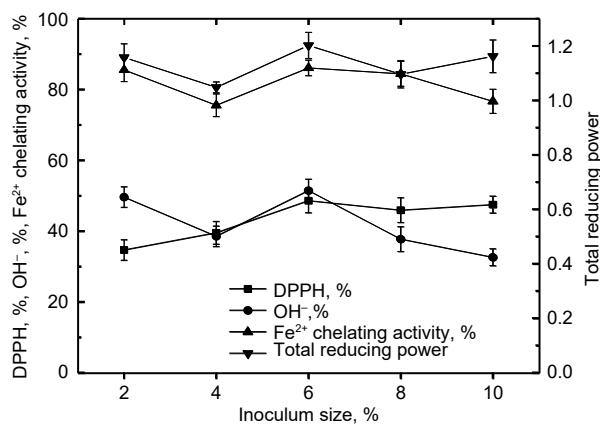 100
80
60
40
20
0
DPPH, %, OH⁻, %, Fe²⁺ chelating activity, %
1.2
1.0
0.8
0.6
0.4
0.2
0.0
Total reducing power
DPPH, %
OH⁻,%
Fe²⁺ chelating activity, %
Total reducing power
2 4 6 8 10
Inoculum size, %